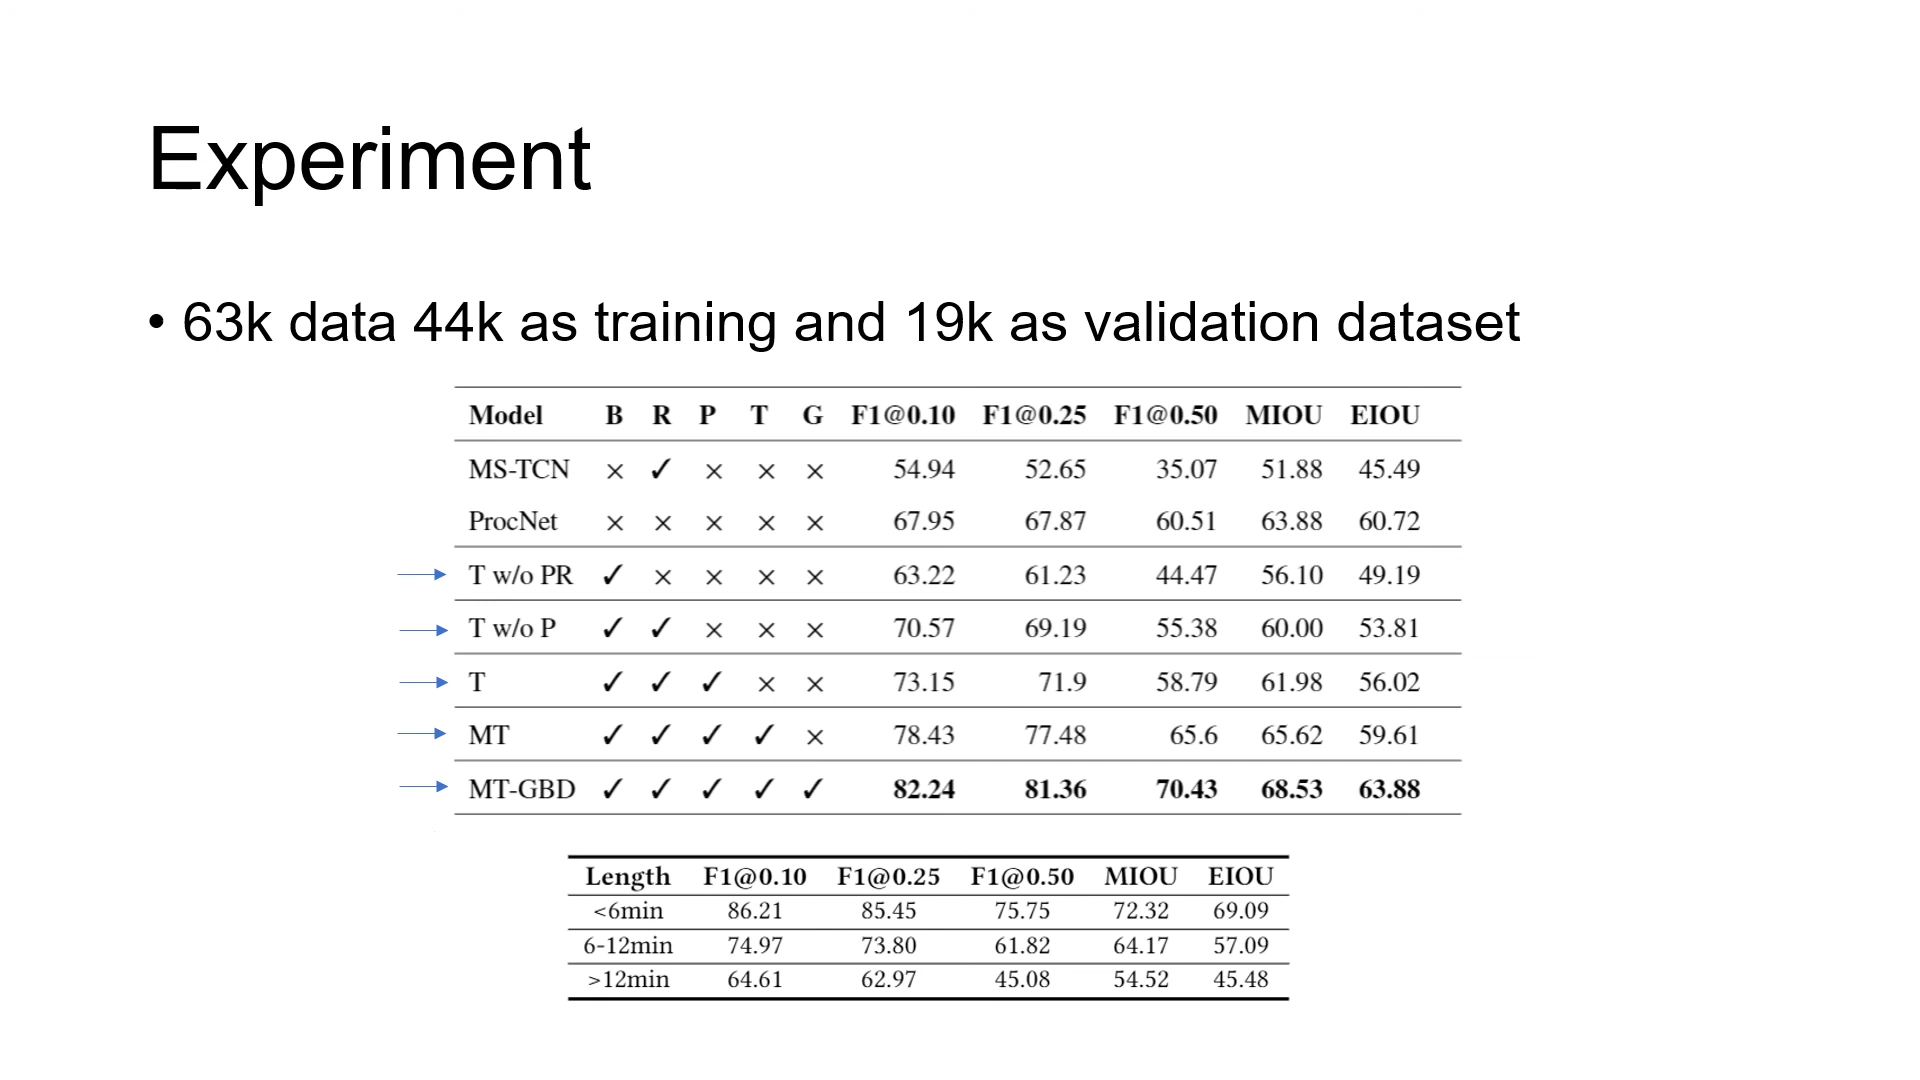 Experiment
• 63k data 44k as training and 19k as validation dataset
Model B R P T G F1@0.10 F1@0.25 F1@0.50 MIOU EIOU
MS-TCN × ✓ × × × 54.94 52.65 35.07 51.88 45.49
ProcNet × × × × × 67.95 67.87 60.51 63.88 60.72
T w/o PR ✓ × × × × 63.22 61.23 44.47 56.10 49.19
T w/o P ✓ ✓ × × × 70.57 69.19 55.38 60.00 53.81
T ✓ ✓ ✓ × × 73.15 71.9 58.79 61.98 56.02
MT ✓ ✓ ✓ ✓ × 78.43 77.48 65.6 65.62 59.61
MT-GBD ✓ ✓ ✓ ✓ ✓ 82.24 81.36 70.43 68.53 63.88
Length F1@0.10 F1@0.25 F1@0.50 MIOU EIOU
<6min 86.21 85.45 75.75 72.32 69.09
6-12min 74.97 73.80 61.82 64.17 57.09
>12min 64.61 62.97 45.08 54.52 45.48